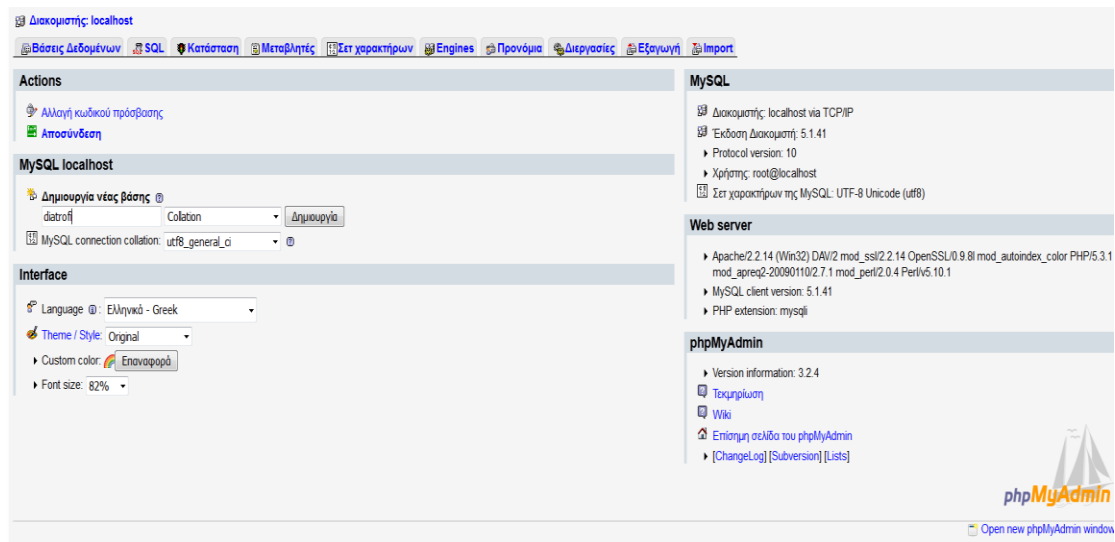 Διακομιστής: localhost
Βάσεις Δεδομένων SQL Κατάσταση Μεταβλητές Σετ χαρακτήρων Engines Προνόμια Διεργασίες Εξαγωγή Import
Actions
Αλλαγή κωδικού πρόσβασης
Αποσύνδεση
MySQL localhost
Δημιουργία νέας βάσης
diatrofi Collation Δημιουργία
MySQL connection collation: utf8_general_ci
Interface
Language : Ελληνικά - Greek
Theme / Style: Original
Custom color: Επαναφορά
Font size: 82%
MySQL
Διακομιστής: localhost via TCP/IP
Έκδοση Διακομιστή: 5.1.41
Protocol version: 10
Χρήστης: root@localhost
Σετ χαρακτήρων της MySQL: UTF-8 Unicode (utf8)
Web server
Apache/2.2.14 (Win32) DAV/2 mod_ssl/2.2.14 OpenSSL/0.9.8l mod_autoindex_color PHP/5.3.1
mod_apreq2-20090110/2.7.1 mod_perl/2.0.4 Perl/v5.10.1
MySQL client version: 5.1.41
PHP extension: mysqli
phpMyAdmin
Version information: 3.2.4
Τεκμηρίωση
Wiki
Επίσημη σελίδα του phpMyAdmin
[ChangeLog] [Subversion] [Lists]
phpMyAdmin
Open new phpMyAdmin window